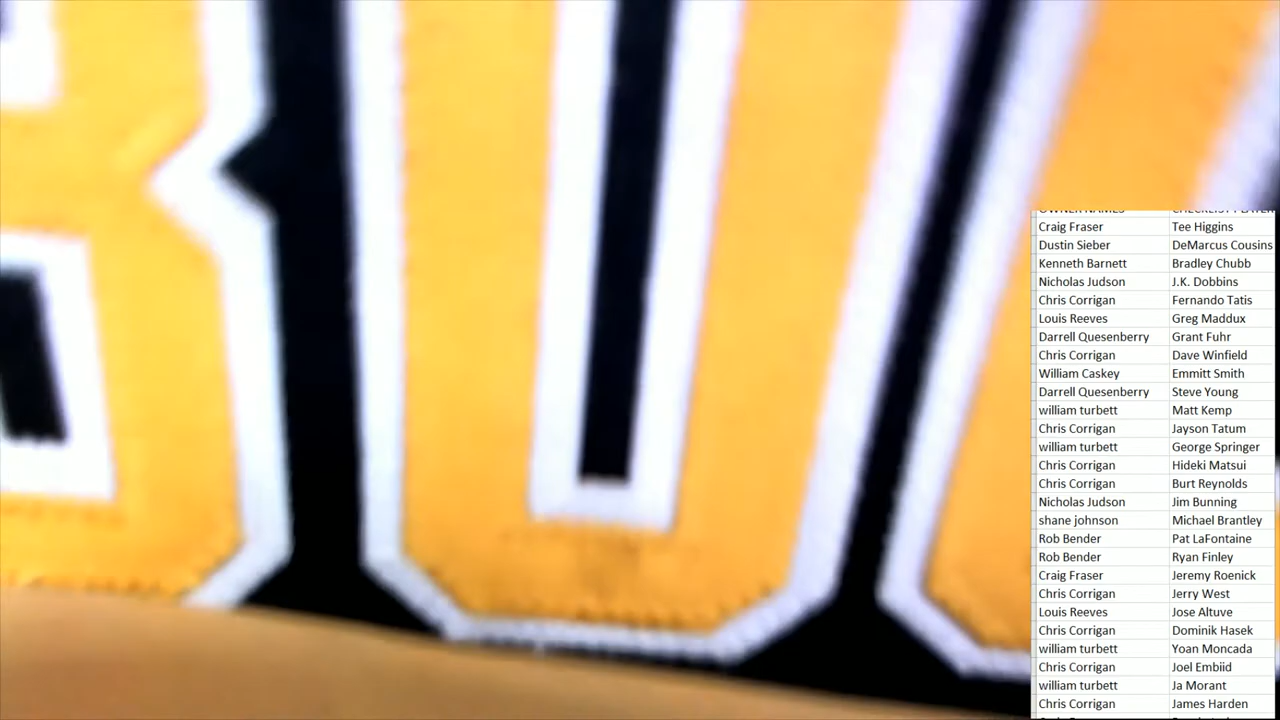 OWNER NAMES CHECKLIST PLAYER
Craig Fraser Tee Higgins
Dustin Sieber DeMarcus Cousins
Kenneth Barnett Bradley Chubb
Nicholas Judson J.K. Dobbins
Chris Corrigan Fernando Tatis
Louis Reeves Greg Maddux
Darrell Quesenberry Grant Fuhr
Chris Corrigan Dave Winfield
William Caskey Emmitt Smith
Darrell Quesenberry Steve Young
william turbett Matt Kemp
Chris Corrigan Jayson Tatum
william turbett George Springer
Chris Corrigan Hideki Matsui
Chris Corrigan Burt Reynolds
Nicholas Judson Jim Bunning
shane johnson Michael Brantley
Rob Bender Pat LaFontaine
Rob Bender Ryan Finley
Craig Fraser Jeremy Roenick
Chris Corrigan Jerry West
Louis Reeves Jose Altuve
Chris Corrigan Dominik Hasek
william turbett Yoan Moncada
Chris Corrigan Joel Embiid
william turbett Ja Morant
Chris Corrigan James Harden